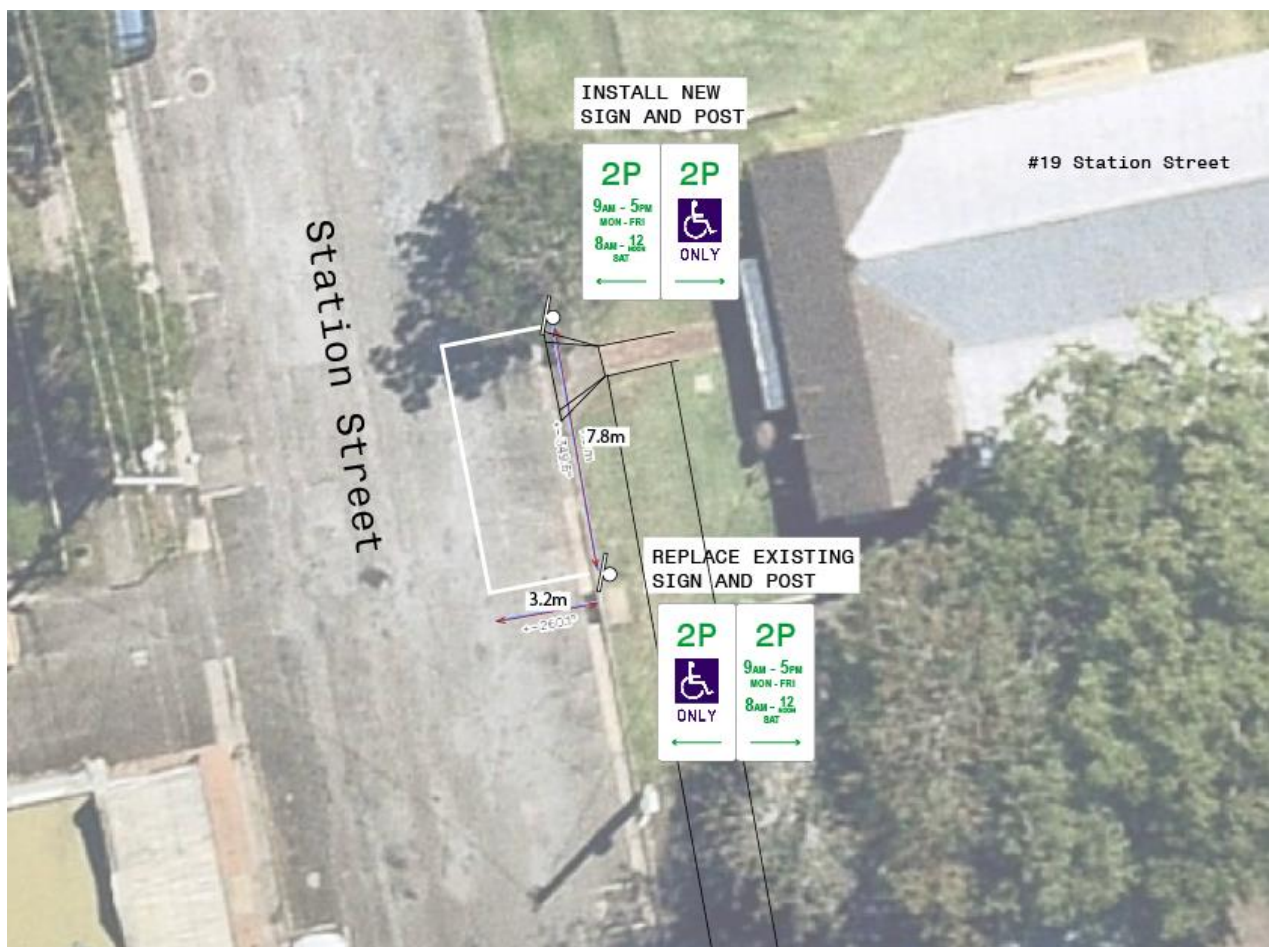 INSTALL NEW
SIGN AND POST
2P
9AM - 5PM
MON - FRI
8AM - 12 NOON
SAT
2P
ONLY
#19 Station Street
Station Street
7.8m
3.2m
REPLACE EXISTING
SIGN AND POST
2P
ONLY
2P
9AM - 5PM
MON - FRI
8AM - 12 NOON
SAT